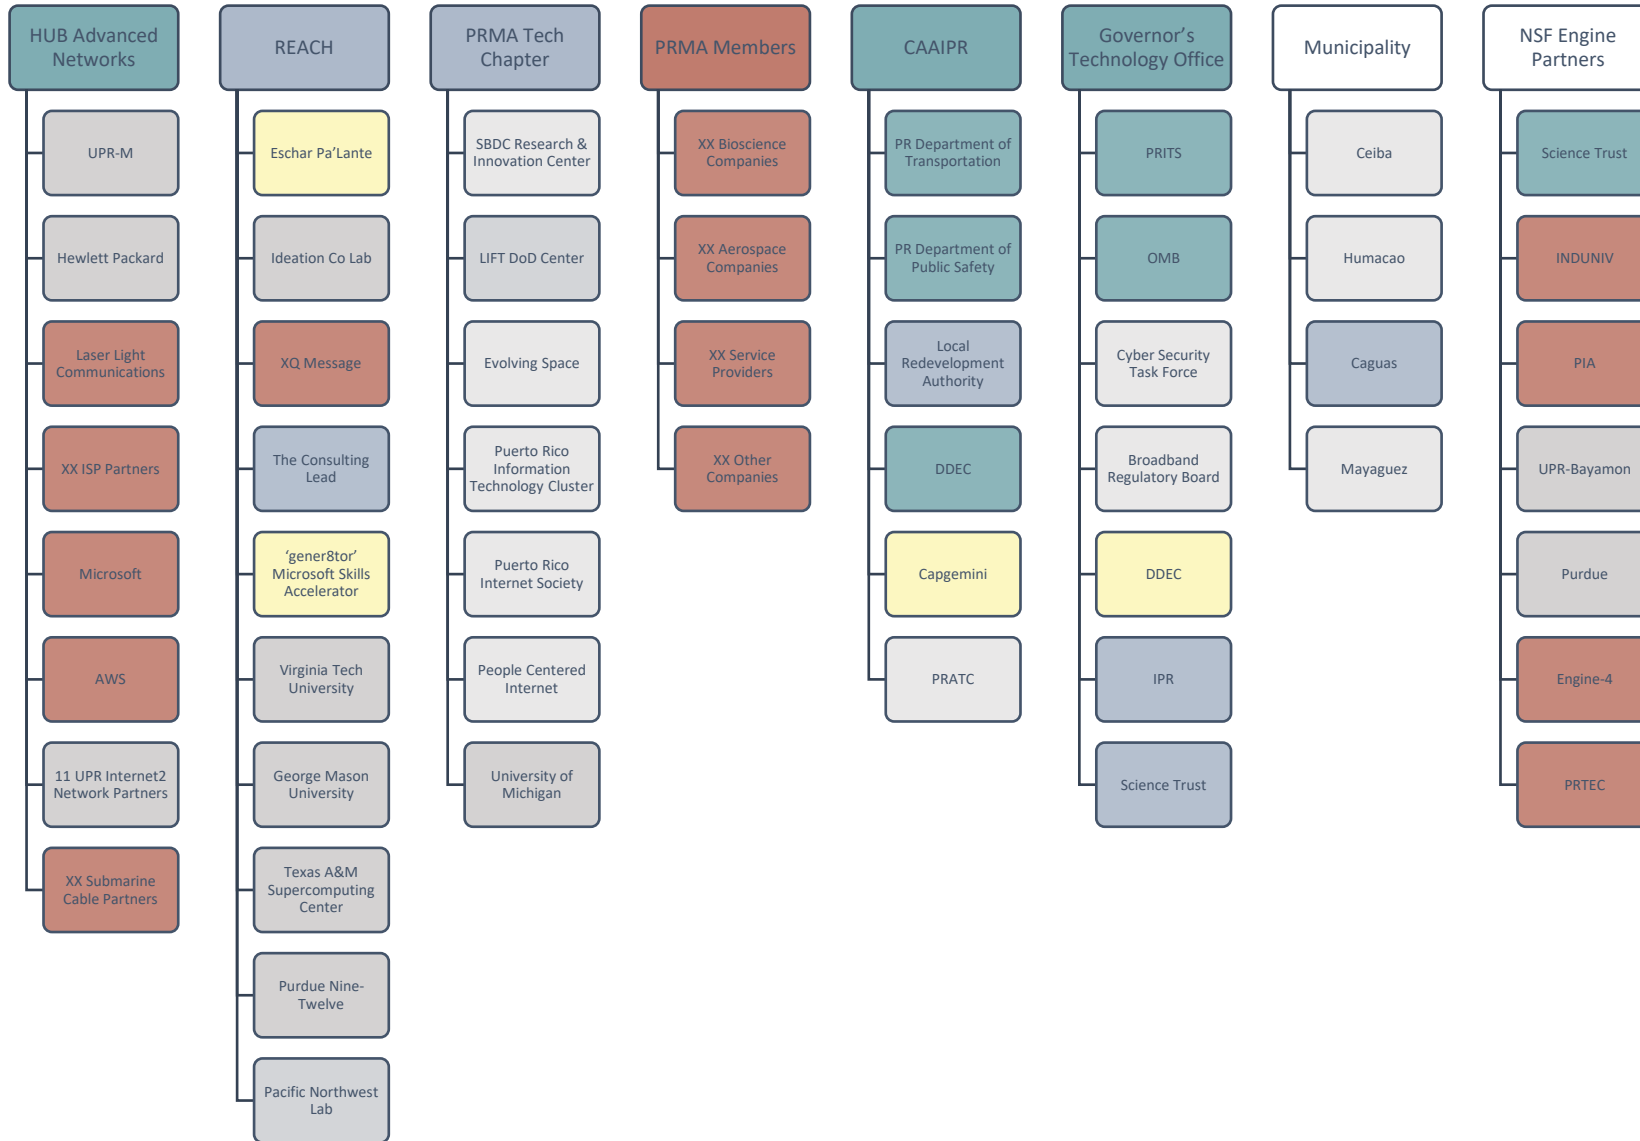 HUB Advanced
Networks
UPR-M
Hewlett Packard
Laser Light
Communications
XX ISP Partners
Microsoft
AWS
11 UPR Internet2
Network Partners
XX Submarine
Cable Partners
REACH
Eschar Pa’Lante
Ideation Co Lab
XQ Message
The Consulting
Lead
‘gener8tor’
Microsoft Skills
Accelerator
Virginia Tech
University
George Mason
University
Texas A&M
Supercomputing
Center
Purdue Nine-
Twelve
Pacific Northwest
Lab
PRMA Tech
Chapter
SBDC Research &
Innovation Center
LIFT DoD Center
Evolving Space
Puerto Rico
Information
Technology Cluster
Puerto Rico
Internet Society
People Centered
Internet
University of
Michigan
PRMA Members
XX Bioscience
Companies
XX Aerospace
Companies
XX Service
Providers
XX Other
Companies
CAAIPR
PR Department of
Transportation
PR Department of
Public Safety
Local
Redevelopment
Authority
DDEC
Capgemini
PRATC
Governor’s
Technology Office
PRITS
OMB
Cyber Security
Task Force
Broadband
Regulatory Board
DDEC
IPR
Science Trust
Municipality
Ceiba
Humacao
Caguas
Mayaguez
NSF Engine
Partners
Science Trust
INDUNIV
PIA
UPR-Bayamon
Purdue
Engine-4
PRTEC